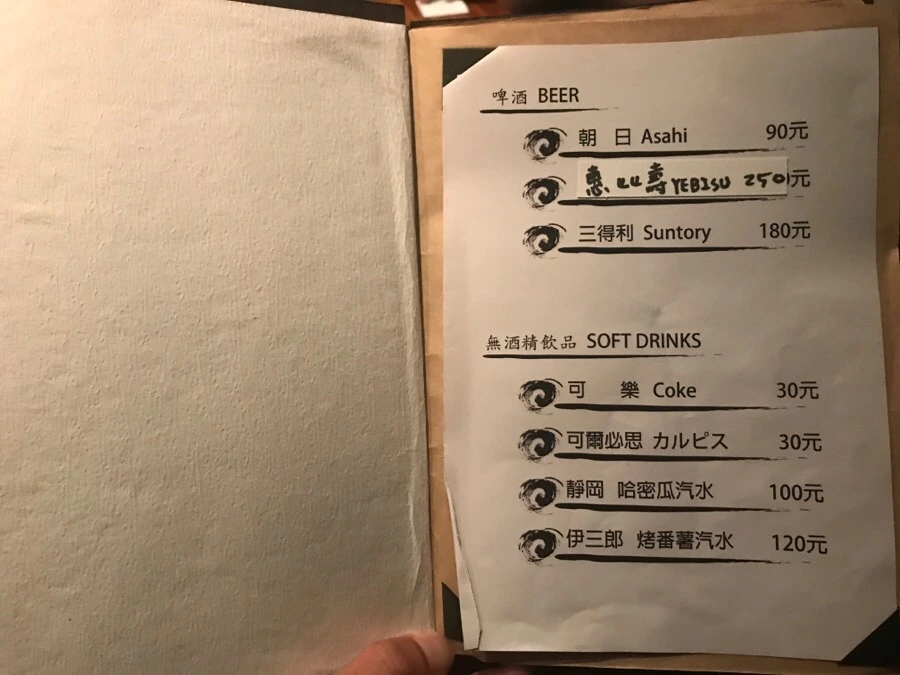 啤酒 BEER
朝 日 Asahi 90元
惠比壽 YEBISU 250元
三得利 Suntory 180元
無酒精飲品 SOFT DRINKS
可 樂 Coke 30元
可爾必思 カルピス 30元
靜岡 哈密瓜汽水 100元
伊三郎 烤番薯汽水 120元